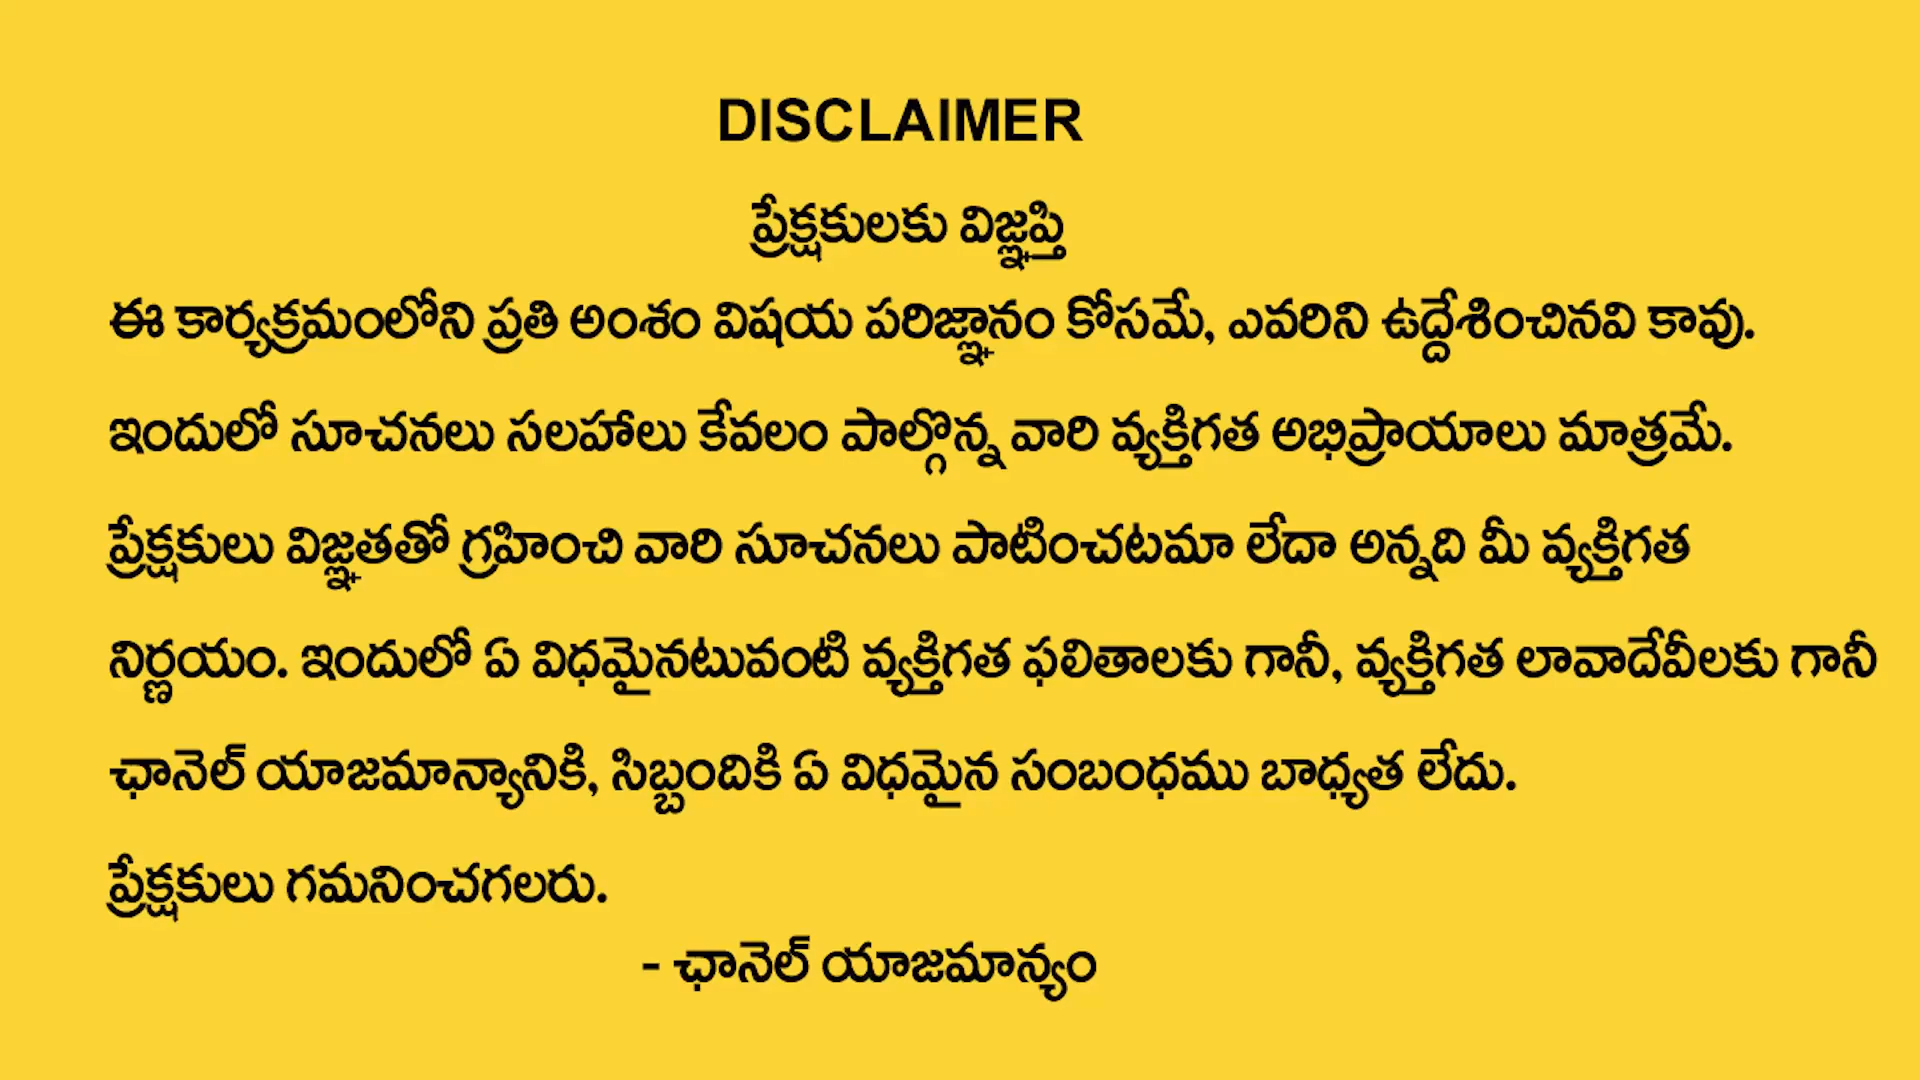 DISCLAIMER
ప్రేక్షకులకు విజ్ఞప్తి
ఈ కార్యక్రమంలోని ప్రతి అంశం విషయ పరిజ్ఞానం కోసమే, ఎవరిని ఉద్దేశించినవి కావు.
ఇందులో సూచనలు సలహాలు కేవలం పాల్గొన్న వారి వ్యక్తిగత అభిప్రాయాలు మాత్రమే.
ప్రేక్షకులు విజ్ఞతతో గ్రహించి వారి సూచనలు పాటించటమా లేదా అన్నది మీ వ్యక్తిగత
నిర్ణయం. ఇందులో ఏ విధమైనటువంటి వ్యక్తిగత ఫలితాలకు గానీ, వ్యక్తిగత లావాదేవీలకు గానీ
ఛానెల్ యాజమాన్యానికి, సిబ్బందికి ఏ విధమైన సంబంధము బాధ్యత లేదు.
ప్రేక్షకులు గమనించగలరు.
- ఛానెల్ యాజమాన్యం